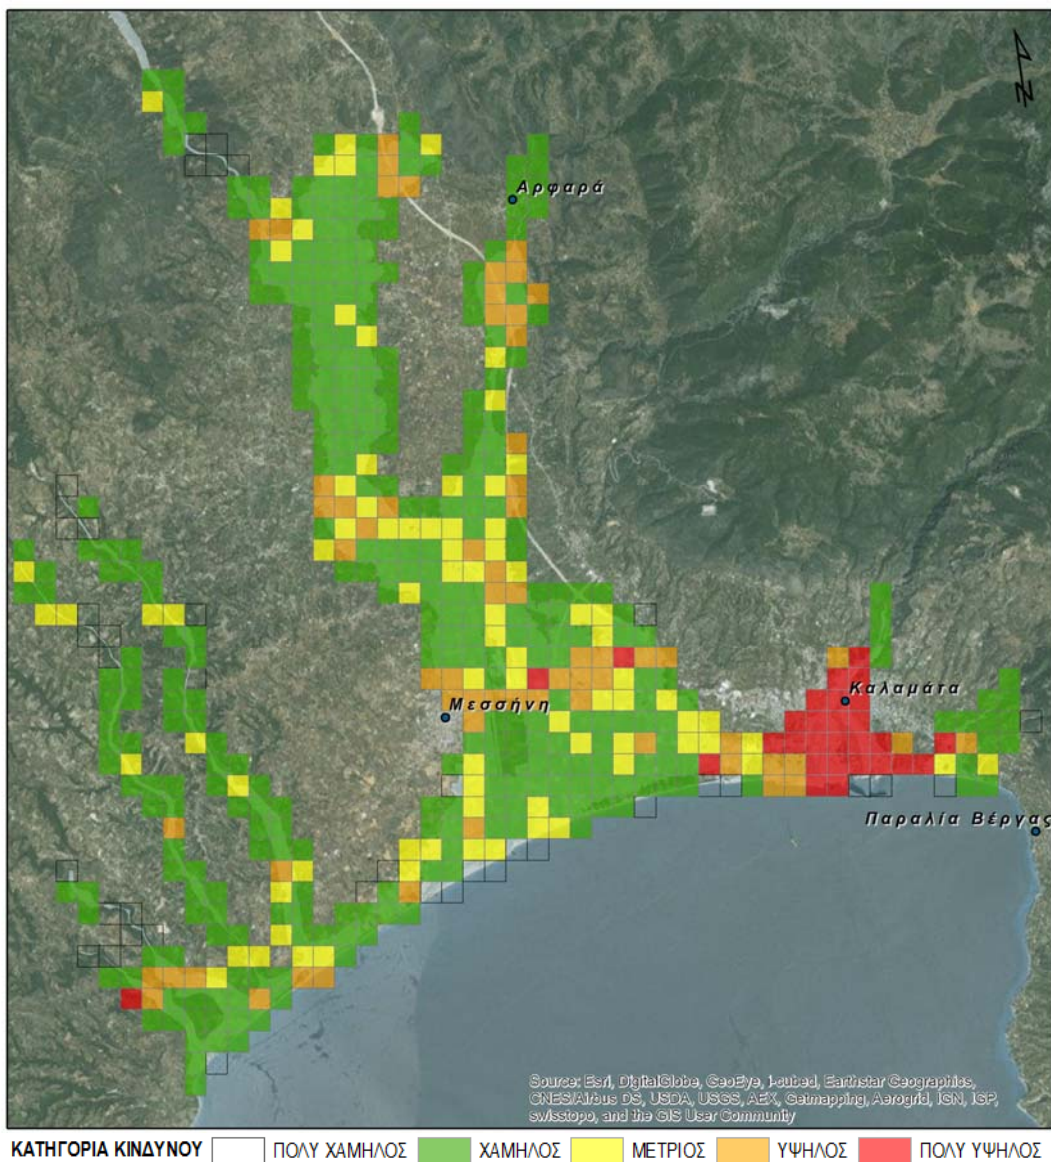 Αρφαρά
Μεσσήνη
Καλαμάτα
Παραλία Βέργας
Source: Esri, DigitalGlobe, GeoEye, i-cubed, Earthstar Geographics,
CNES/Airbus DS, USDA, USGS, AEX, Getmapping, Aerogrid, IGN, IGP,
swisstopo, and the GIS User Community
ΚΑΤΗΓΟΡΙΑ ΚΙΝΔΥΝΟΥ ΠΟΛΥ ΧΑΜΗΛΟΣ ΧΑΜΗΛΟΣ ΜΕΤΡΙΟΣ ΥΨΗΛΟΣ ΠΟΛΥ ΥΨΗΛΟΣ